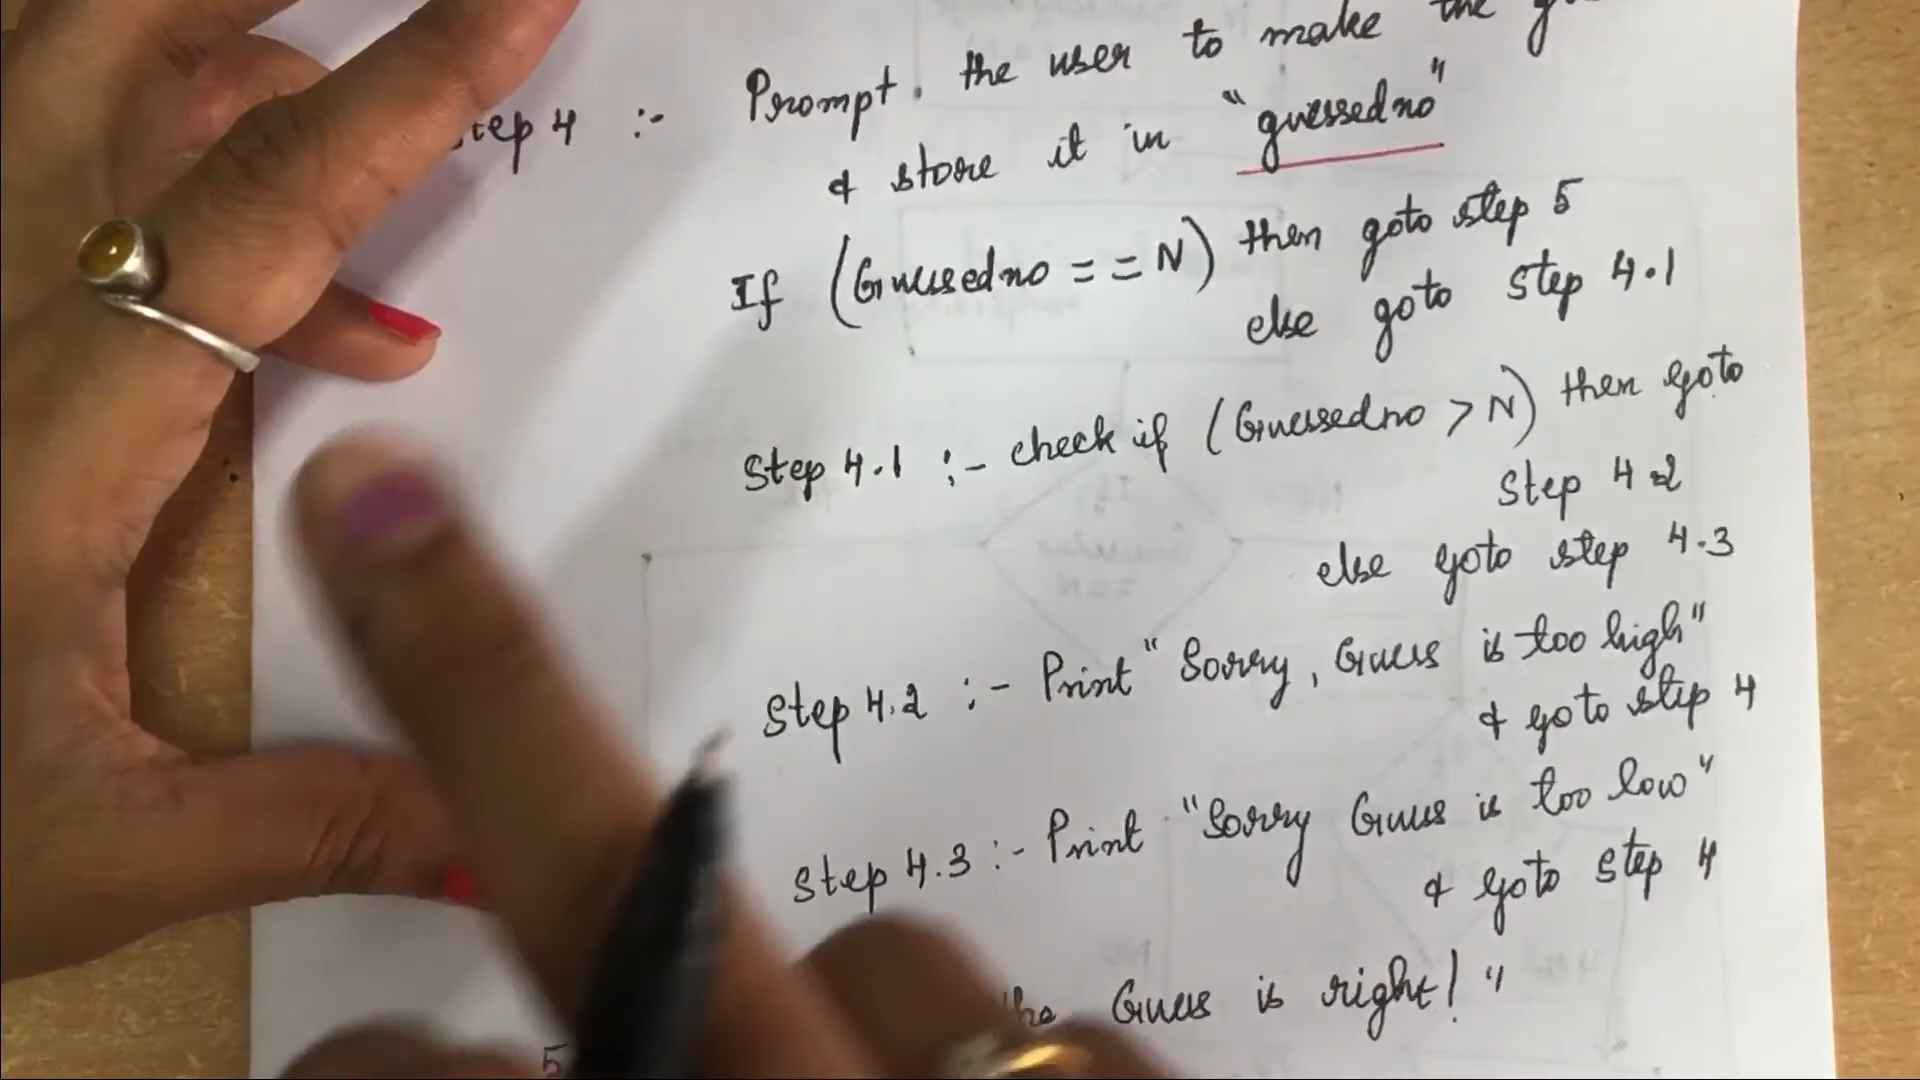 step 4 :- Prompt. the user to make the
& store it in "guessedno"
If (Guessedno == N) then goto step 5
else goto step 4.1
Step 4.1 :- check if (Guessedno > N) then goto
step 4.2
else goto step 4.3
Step 4.2 :- Print "Sorry, Guess is too high"
& goto step 4
Step 4.3 :- Print "Sorry Guess is too low"
& goto step 4
Guess is right!"
5